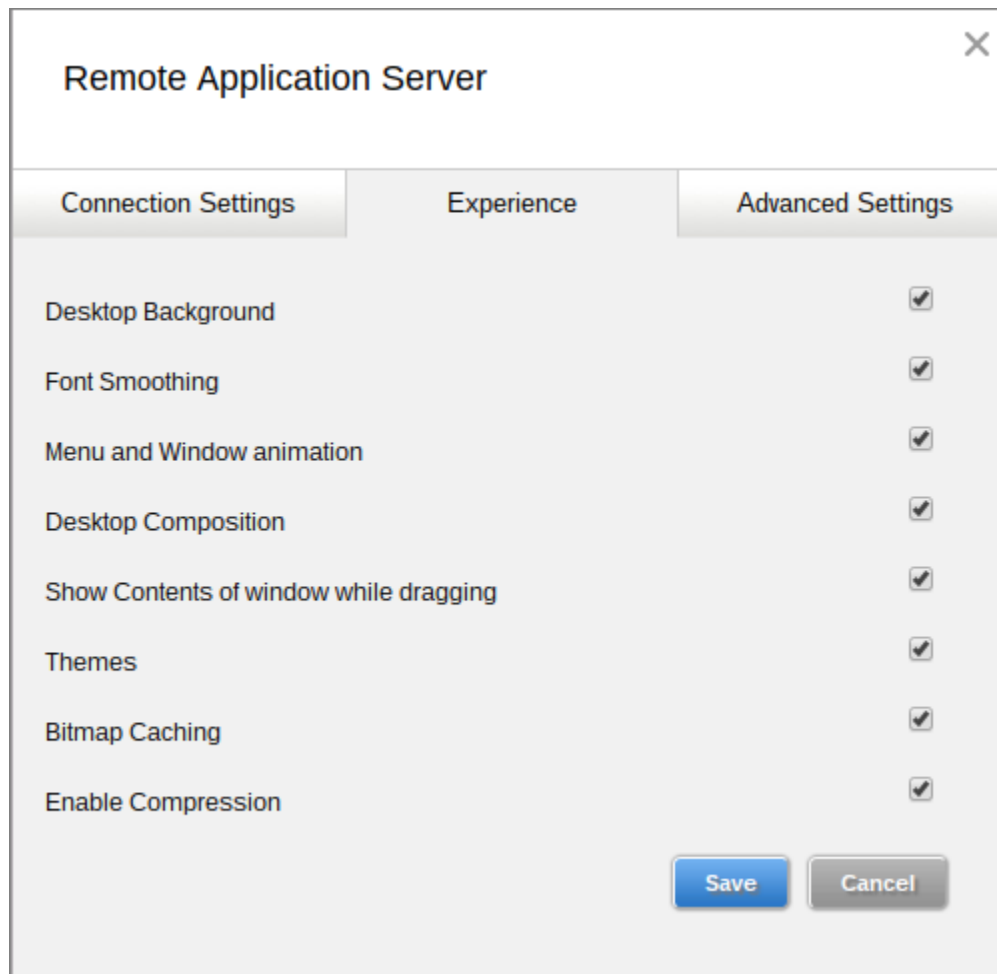 Remote Application Server
Connection Settings
Experience
Advanced Settings
Desktop Background
Font Smoothing
Menu and Window animation
Desktop Composition
Show Contents of window while dragging
Themes
Bitmap Caching
Enable Compression
Save
Cancel